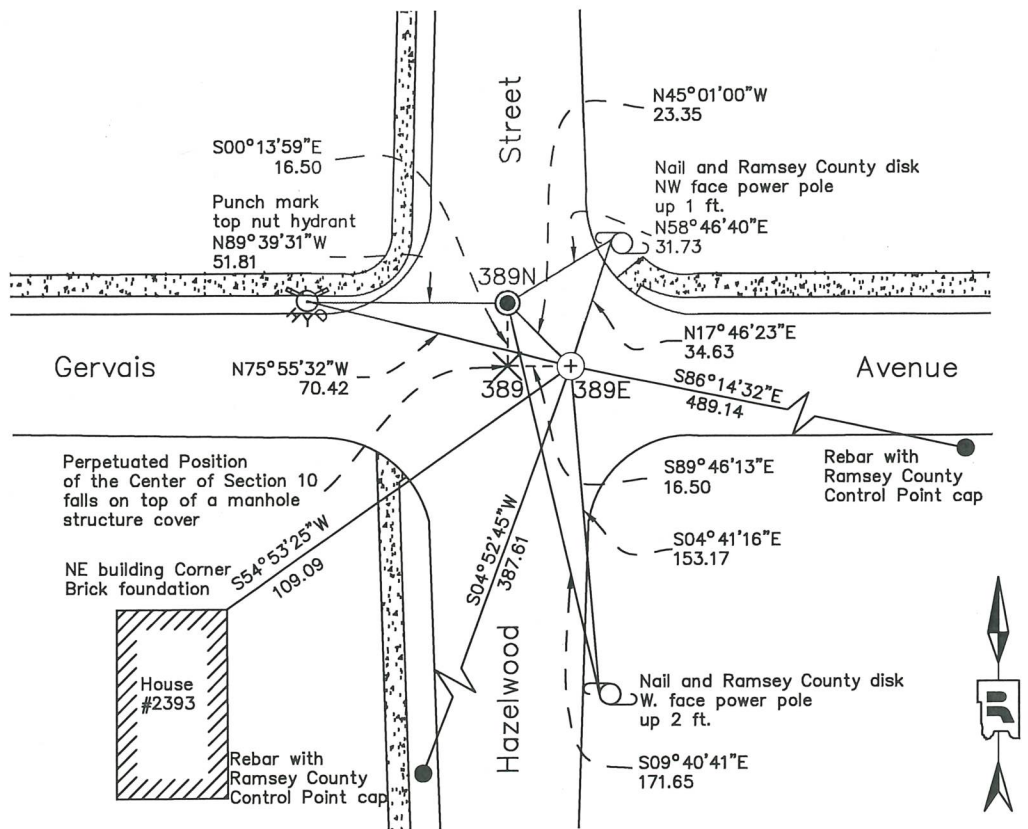 Street
N45°01'00"W
23.35
S00°13'59"E
16.50
Nail and Ramsey County disk
NW face power pole
up 1 ft.
N58°46'40"E
31.73
Punch mark
top nut hydrant
N89°39'31"W
51.81
389N
HYD
N17°46'23"E
34.63
Gervais
N75°55'32"W
70.42
389
389E
S86°14'32"E
489.14
Avenue
Perpetuated Position
of the Center of Section 10
falls on top of a manhole
structure cover
Rebar with
Ramsey County
Control Point cap
S89°46'13"E
16.50
S04°41'16"E
153.17
NE building Corner
Brick foundation
S54°53'25"W
109.09
S04°52'45"W
387.61
House
#2393
Hazelwood
Nail and Ramsey County disk
W. face power pole
up 2 ft.
R
Rebar with
Ramsey County
Control Point cap
S09°40'41"E
171.65